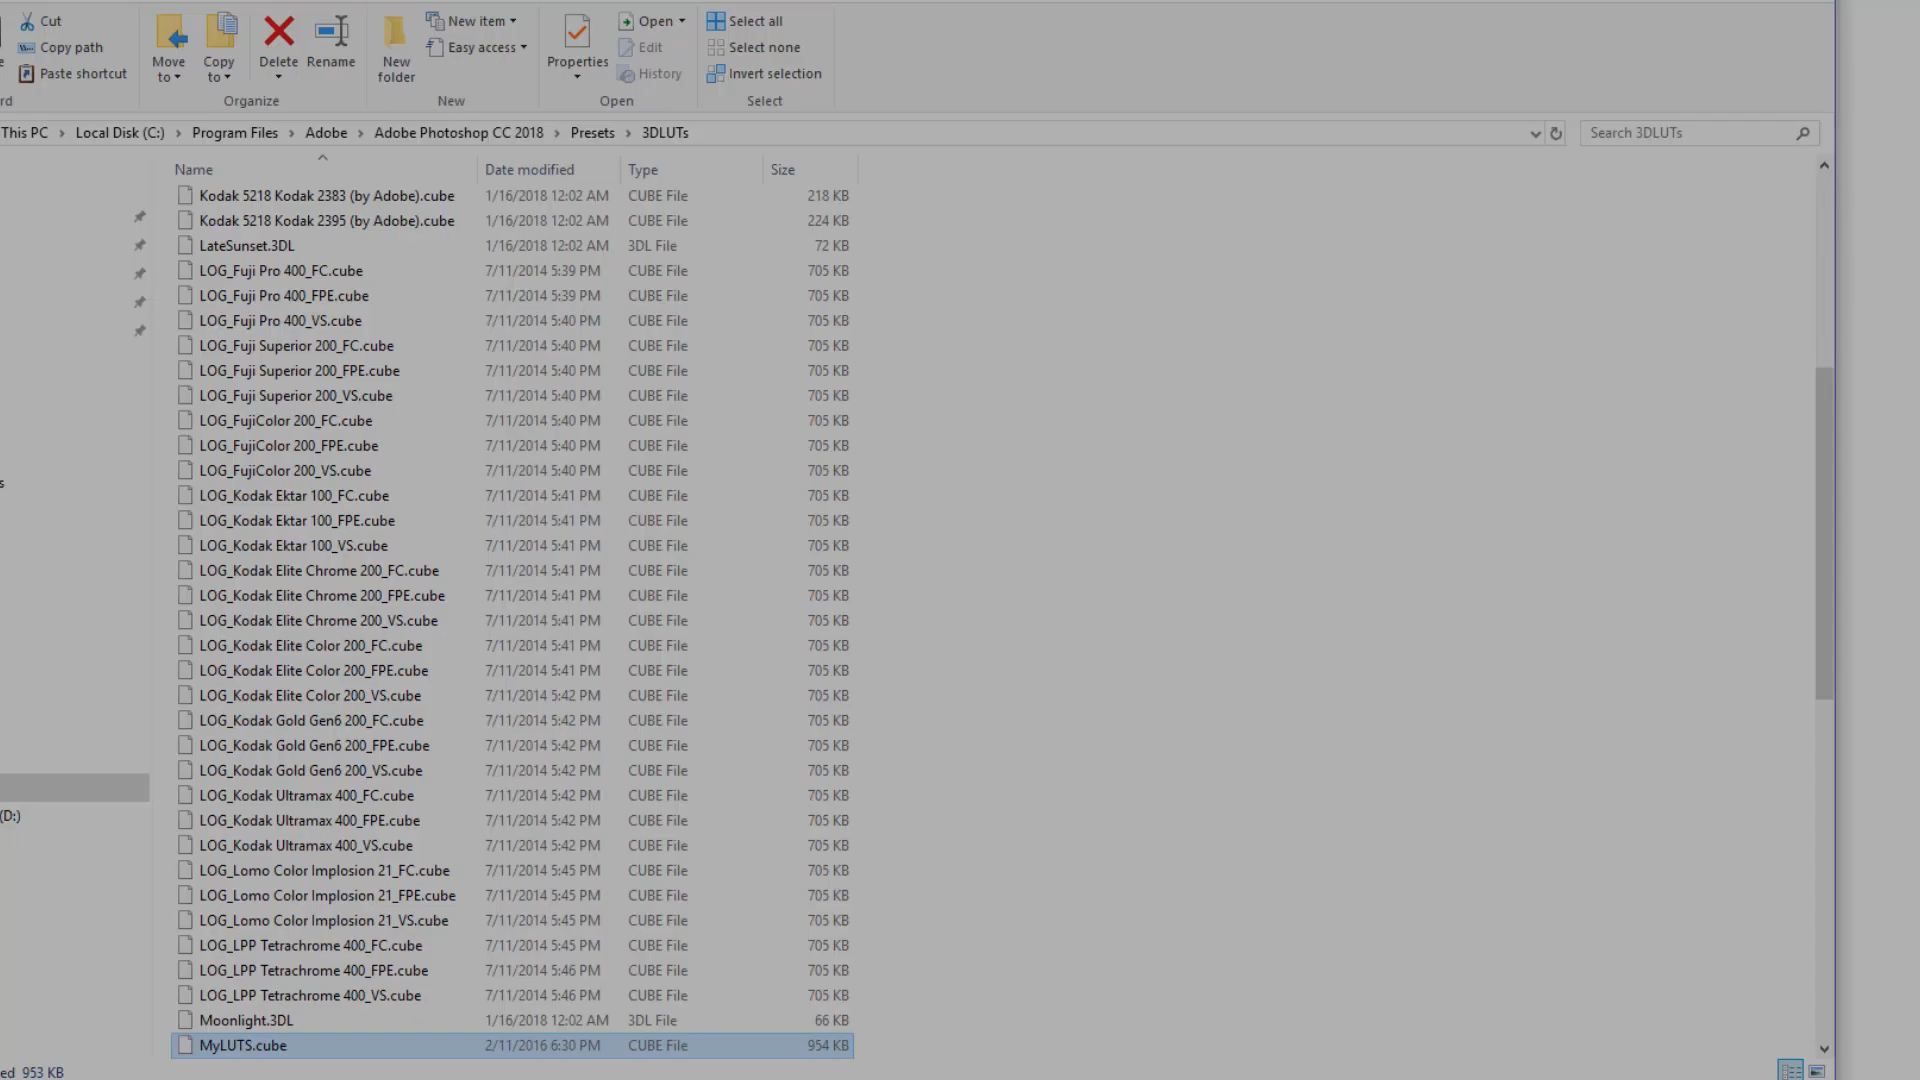 Cut
Copy path
Paste shortcut
rd
Move to
Copy to
Delete
Rename
Organize
New folder
New item
Easy access
New
Properties
Open
Edit
History
Open
Select all
Select none
Invert selection
Select
This PC > Local Disk (C:) > Program Files > Adobe > Adobe Photoshop CC 2018 > Presets > 3DLUTs
Search 3DLUTs
Name Date modified Type Size
Kodak 5218 Kodak 2383 (by Adobe).cube 1/16/2018 12:02 AM CUBE File 218 KB
Kodak 5218 Kodak 2395 (by Adobe).cube 1/16/2018 12:02 AM CUBE File 224 KB
LateSunset.3DL 1/16/2018 12:02 AM 3DL File 72 KB
LOG_Fuji Pro 400_FC.cube 7/11/2014 5:39 PM CUBE File 705 KB
LOG_Fuji Pro 400_FPE.cube 7/11/2014 5:39 PM CUBE File 705 KB
LOG_Fuji Pro 400_VS.cube 7/11/2014 5:40 PM CUBE File 705 KB
LOG_Fuji Superior 200_FC.cube 7/11/2014 5:40 PM CUBE File 705 KB
LOG_Fuji Superior 200_FPE.cube 7/11/2014 5:40 PM CUBE File 705 KB
LOG_Fuji Superior 200_VS.cube 7/11/2014 5:40 PM CUBE File 705 KB
LOG_FujiColor 200_FC.cube 7/11/2014 5:40 PM CUBE File 705 KB
LOG_FujiColor 200_FPE.cube 7/11/2014 5:40 PM CUBE File 705 KB
LOG_FujiColor 200_VS.cube 7/11/2014 5:40 PM CUBE File 705 KB
s
LOG_Kodak Ektar 100_FC.cube 7/11/2014 5:41 PM CUBE File 705 KB
LOG_Kodak Ektar 100_FPE.cube 7/11/2014 5:41 PM CUBE File 705 KB
LOG_Kodak Ektar 100_VS.cube 7/11/2014 5:41 PM CUBE File 705 KB
LOG_Kodak Elite Chrome 200_FC.cube 7/11/2014 5:41 PM CUBE File 705 KB
LOG_Kodak Elite Chrome 200_FPE.cube 7/11/2014 5:41 PM CUBE File 705 KB
LOG_Kodak Elite Chrome 200_VS.cube 7/11/2014 5:41 PM CUBE File 705 KB
LOG_Kodak Elite Color 200_FC.cube 7/11/2014 5:41 PM CUBE File 705 KB
LOG_Kodak Elite Color 200_FPE.cube 7/11/2014 5:41 PM CUBE File 705 KB
LOG_Kodak Elite Color 200_VS.cube 7/11/2014 5:42 PM CUBE File 705 KB
LOG_Kodak Gold Gen6 200_FC.cube 7/11/2014 5:42 PM CUBE File 705 KB
LOG_Kodak Gold Gen6 200_FPE.cube 7/11/2014 5:42 PM CUBE File 705 KB
LOG_Kodak Gold Gen6 200_VS.cube 7/11/2014 5:42 PM CUBE File 705 KB
LOG_Kodak Ultramax 400_FC.cube 7/11/2014 5:42 PM CUBE File 705 KB
(D:)
LOG_Kodak Ultramax 400_FPE.cube 7/11/2014 5:42 PM CUBE File 705 KB
LOG_Kodak Ultramax 400_VS.cube 7/11/2014 5:42 PM CUBE File 705 KB
LOG_Lomo Color Implosion 21_FC.cube 7/11/2014 5:45 PM CUBE File 705 KB
LOG_Lomo Color Implosion 21_FPE.cube 7/11/2014 5:45 PM CUBE File 705 KB
LOG_Lomo Color Implosion 21_VS.cube 7/11/2014 5:45 PM CUBE File 705 KB
LOG_LPP Tetrachrome 400_FC.cube 7/11/2014 5:45 PM CUBE File 705 KB
LOG_LPP Tetrachrome 400_FPE.cube 7/11/2014 5:46 PM CUBE File 705 KB
LOG_LPP Tetrachrome 400_VS.cube 7/11/2014 5:46 PM CUBE File 705 KB
Moonlight.3DL 1/16/2018 12:02 AM 3DL File 66 KB
MyLUTS.cube 2/11/2016 6:30 PM CUBE File 954 KB
ed 953 KB